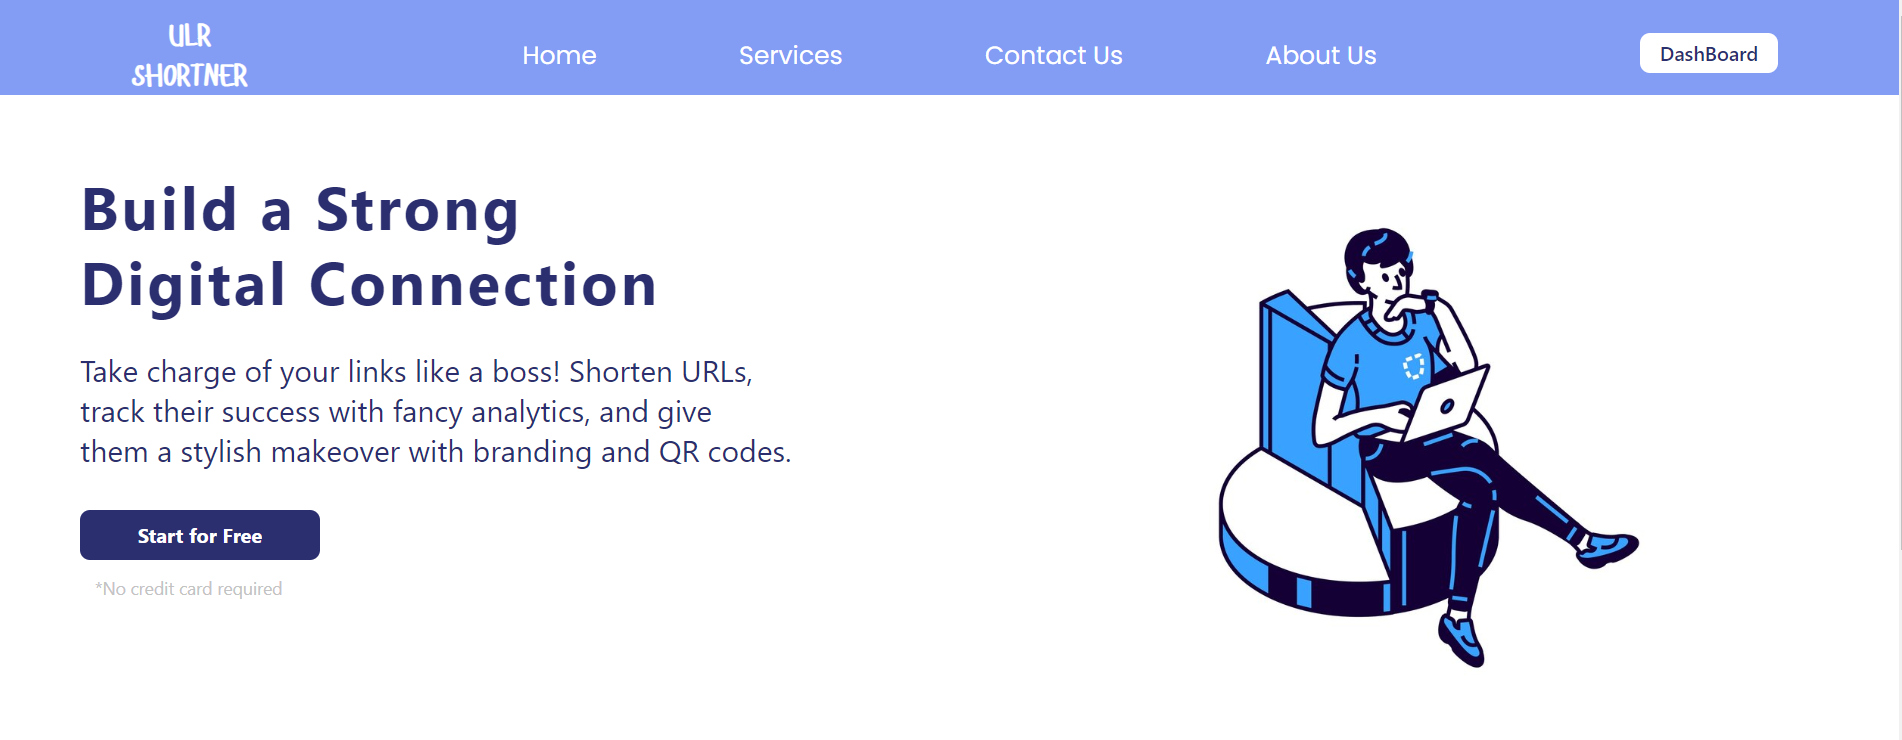 ULR
SHORTNER
Home
Services
Contact Us
About Us
DashBoard
Build a Strong
Digital Connection
Take charge of your links like a boss! Shorten URLs,
track their success with fancy analytics, and give
them a stylish makeover with branding and QR codes.
Start for Free
*No credit card required